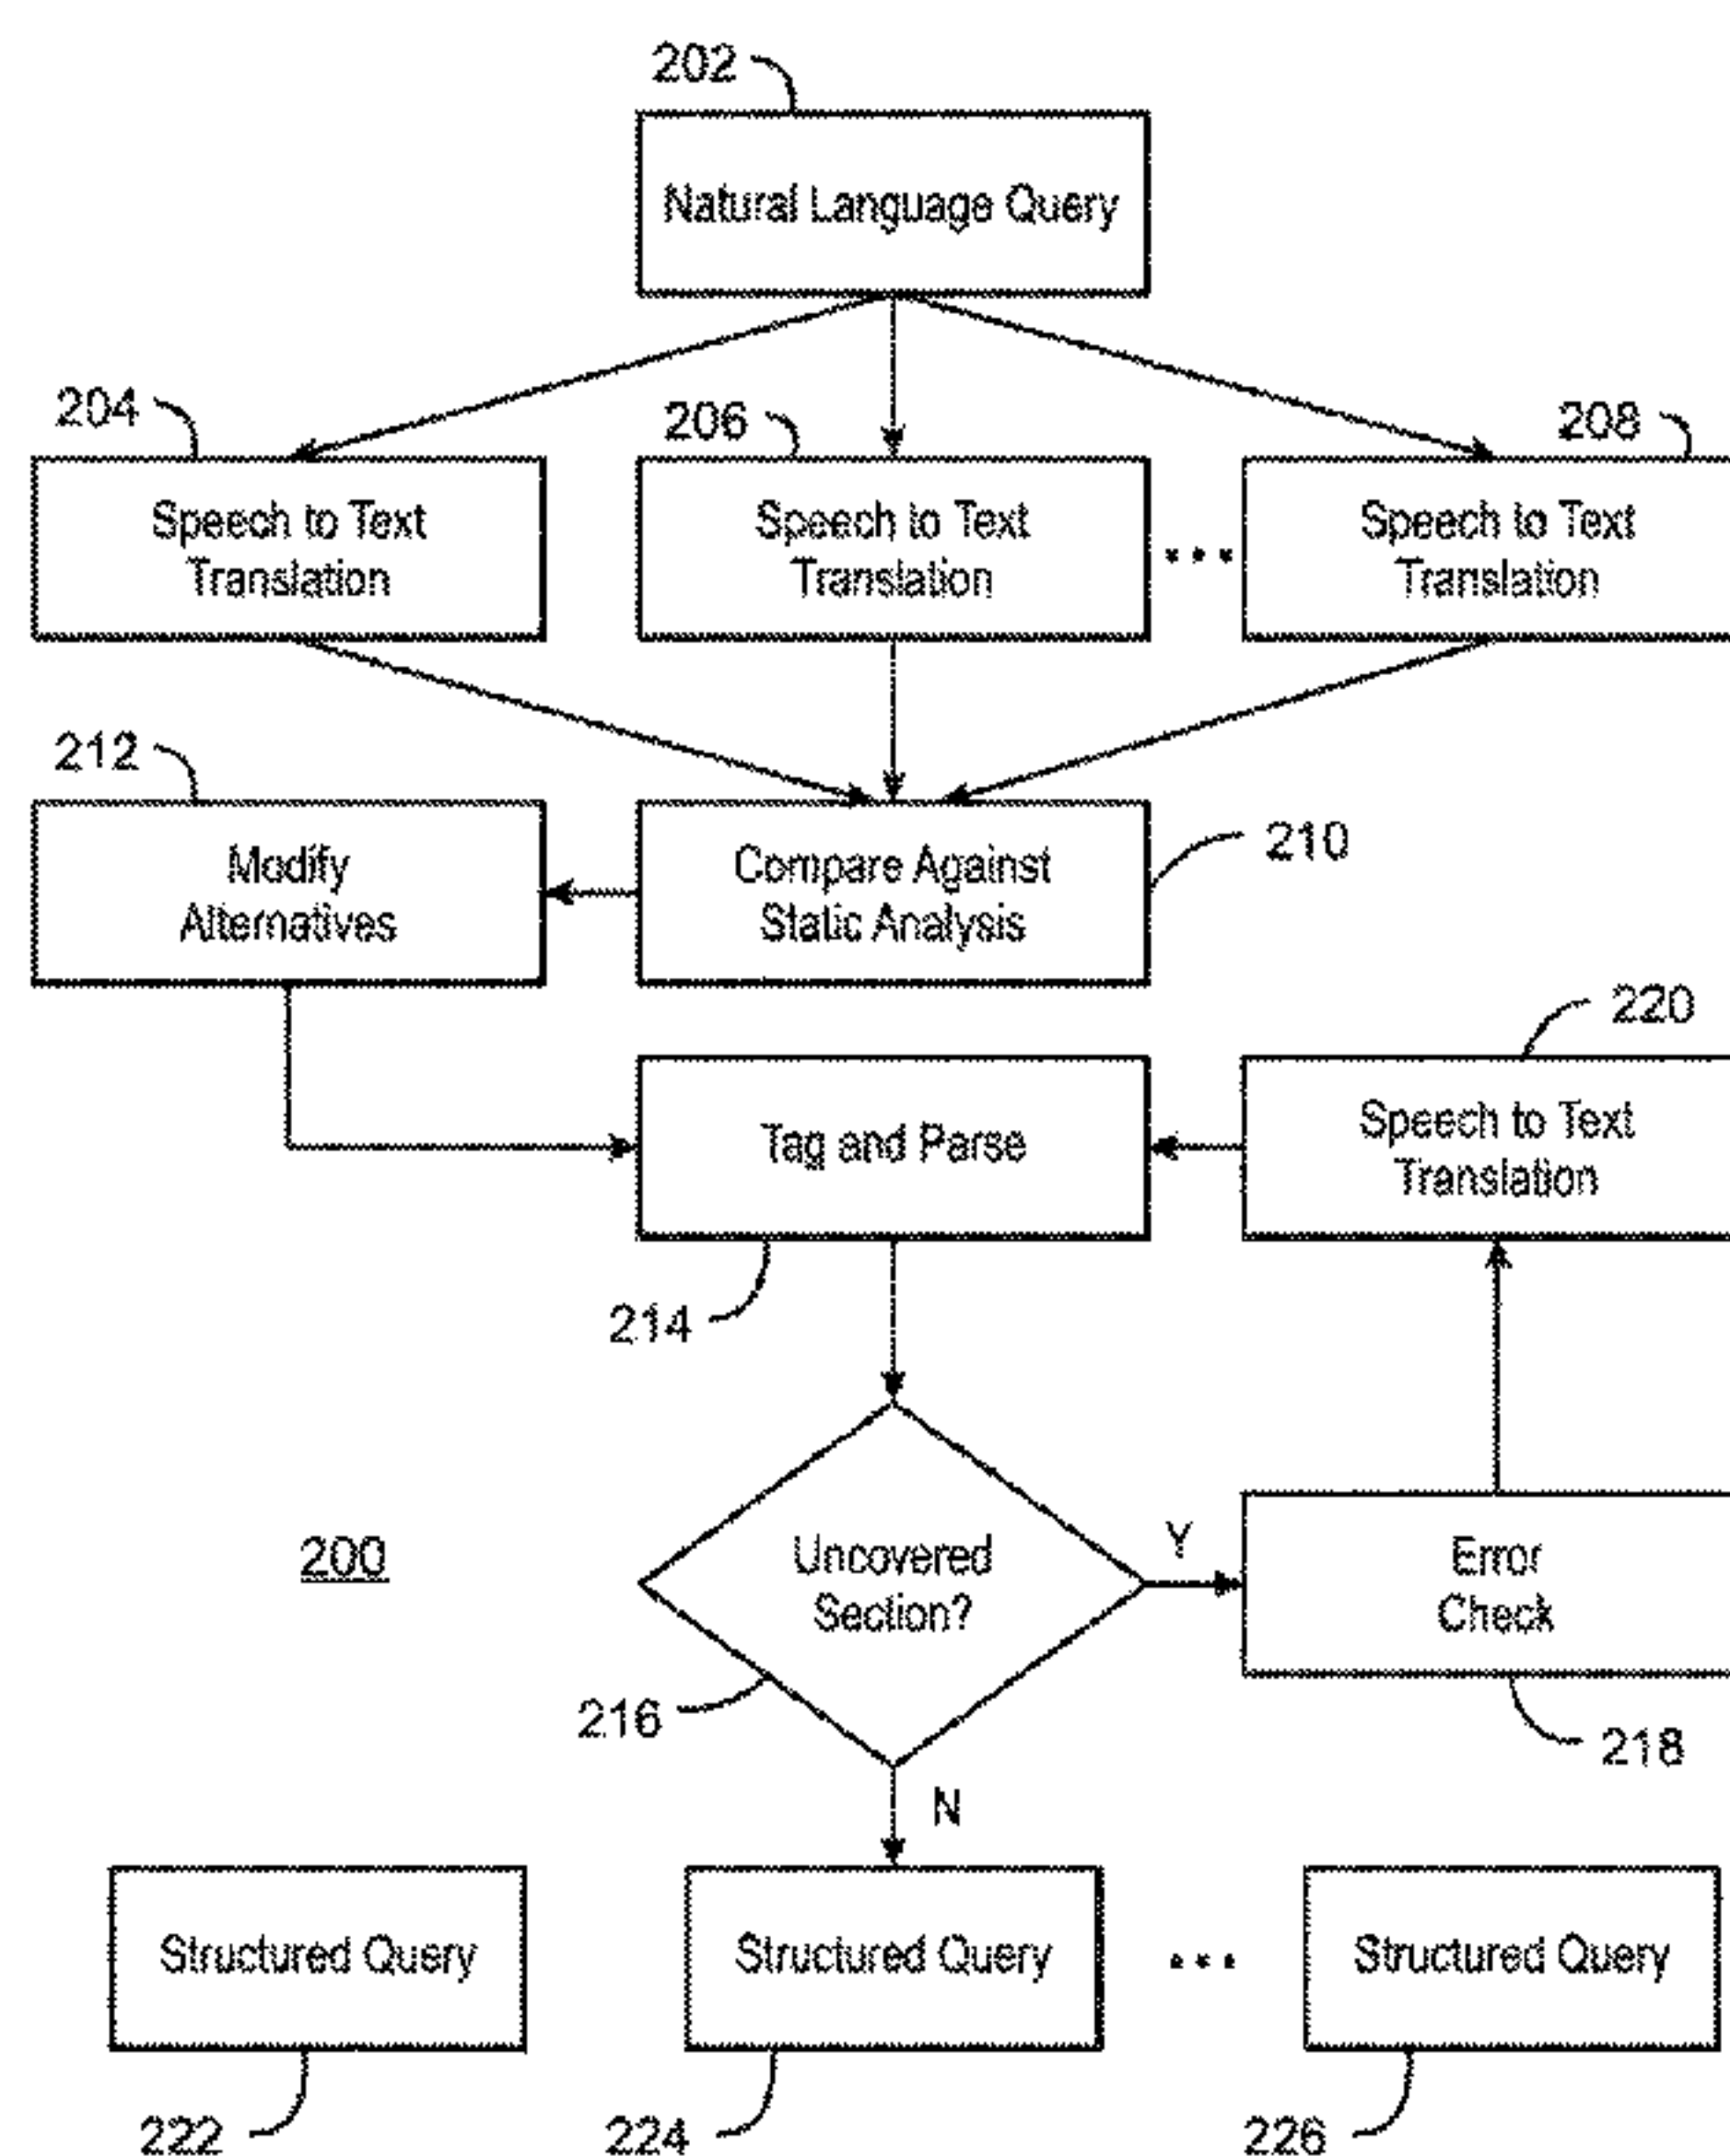 202
Natural Language Query
204
206
208
Speech to Text
Translation
Speech to Text
Translation
...
Speech to Text
Translation
212
Modify
Alternatives
Compare Against
Static Analysis
210
220
Tag and Parse
Speech to Text
Translation
214
200
Uncovered
Section?
Y
Error
Check
216
218
N
Structured Query
Structured Query
...
Structured Query
222
224
226